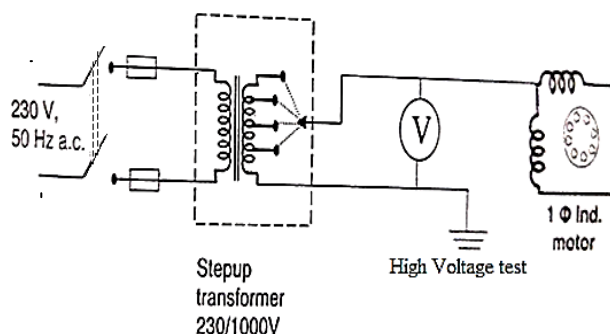 230 V,
50 Hz a.c.
V
1 Φ Ind.
motor
High Voltage test
Stepup
transformer
230/1000V